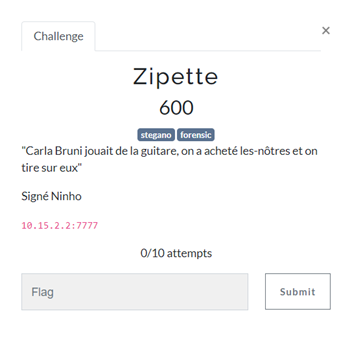 Challenge
×
Zipette
600
stegano forensic
"Carla Bruni jouait de la guitare, on a acheté les-nôtres et on
tire sur eux"
Signé Ninho
10.15.2.2:7777
0/10 attempts
Flag
Submit